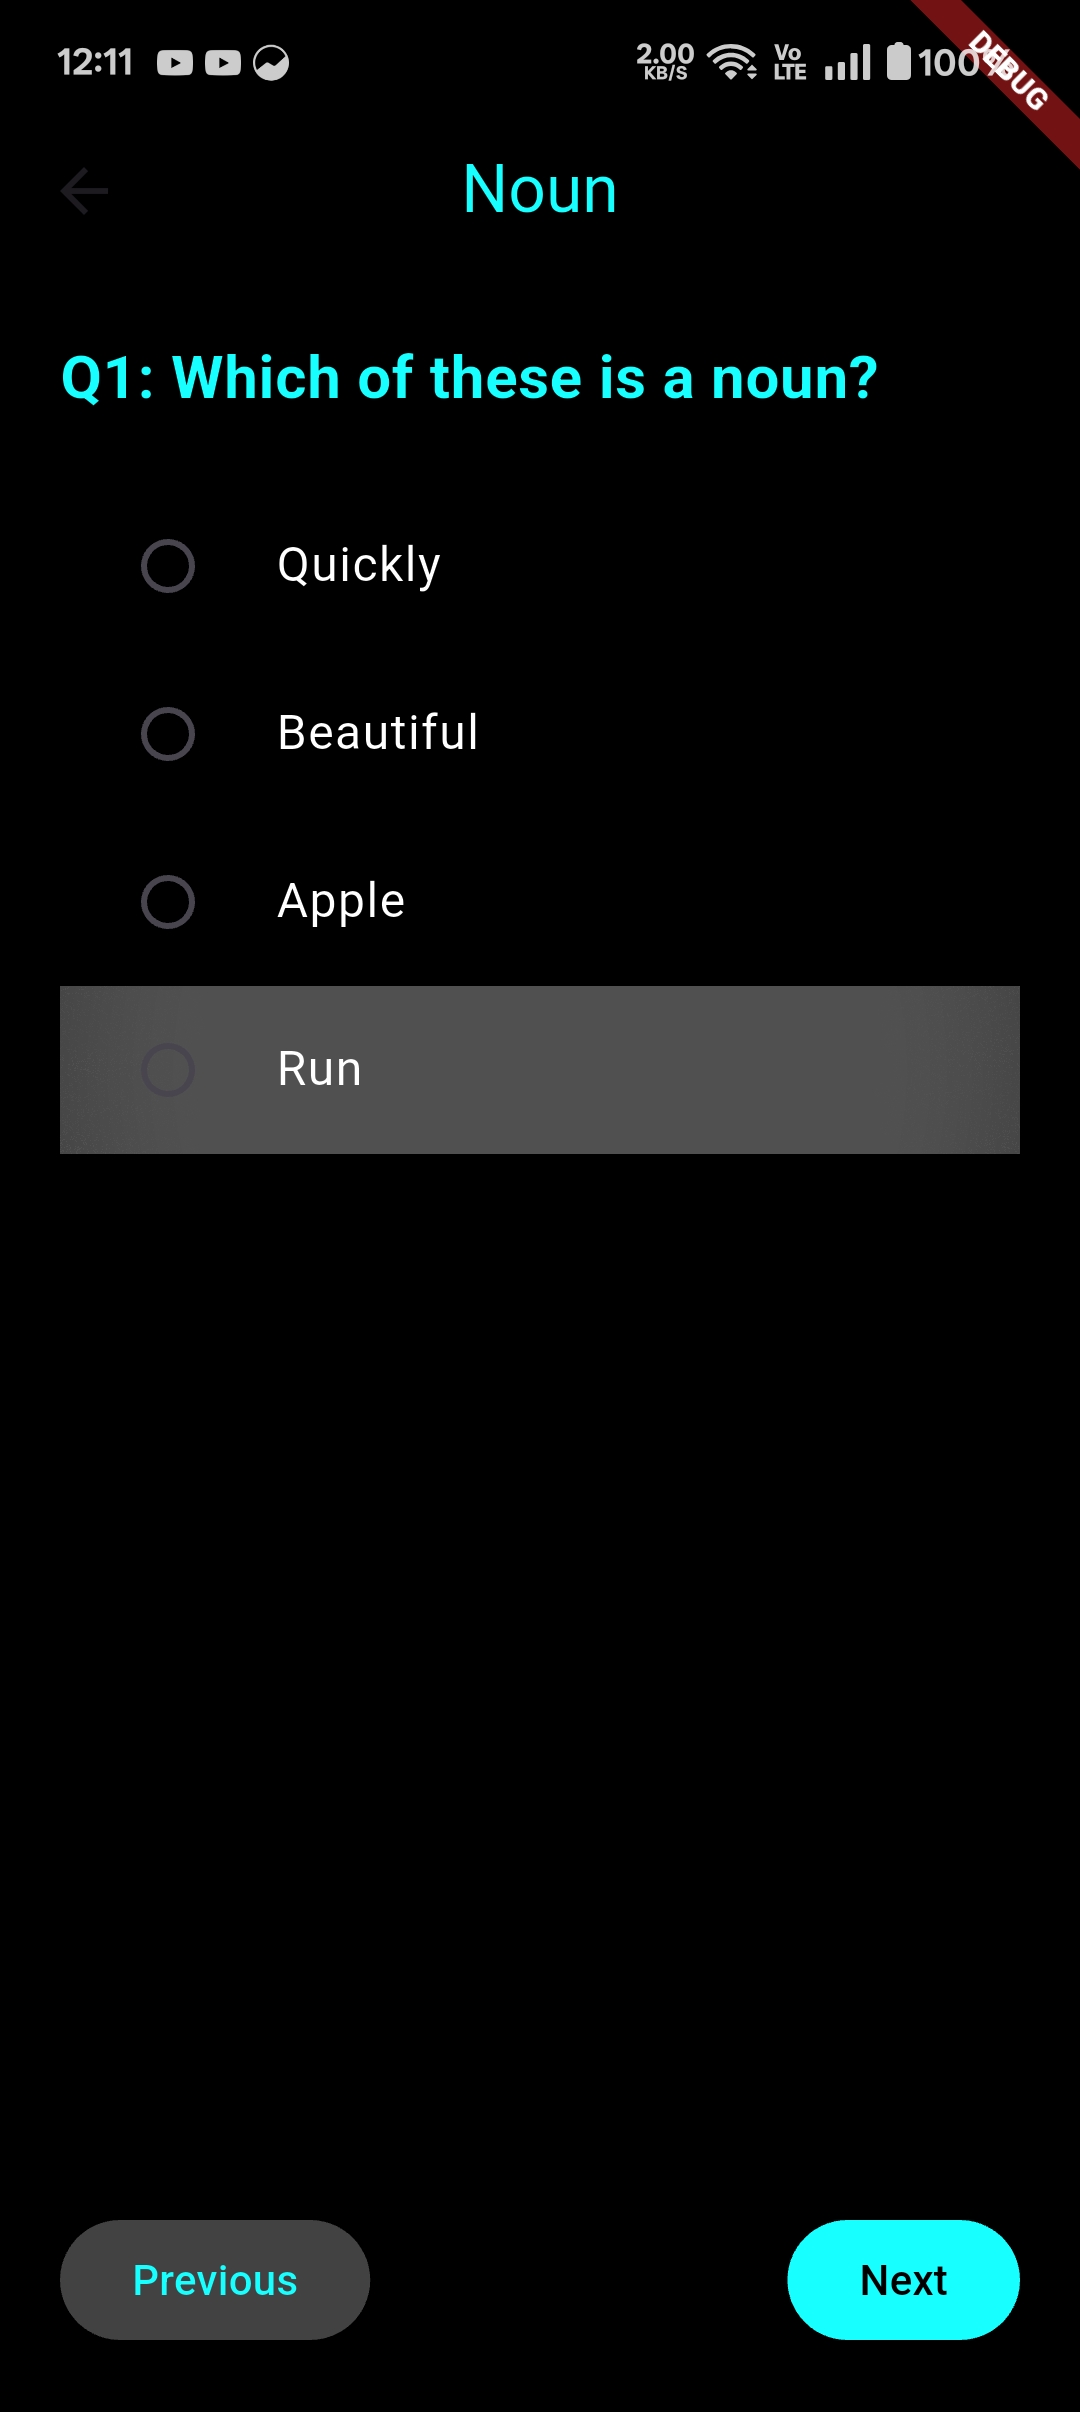 12:11 2.00 KB/S Vo LTE 100%
DEBUG
Noun
Q1: Which of these is a noun?
Quickly
Beautiful
Apple
Run
Previous Next